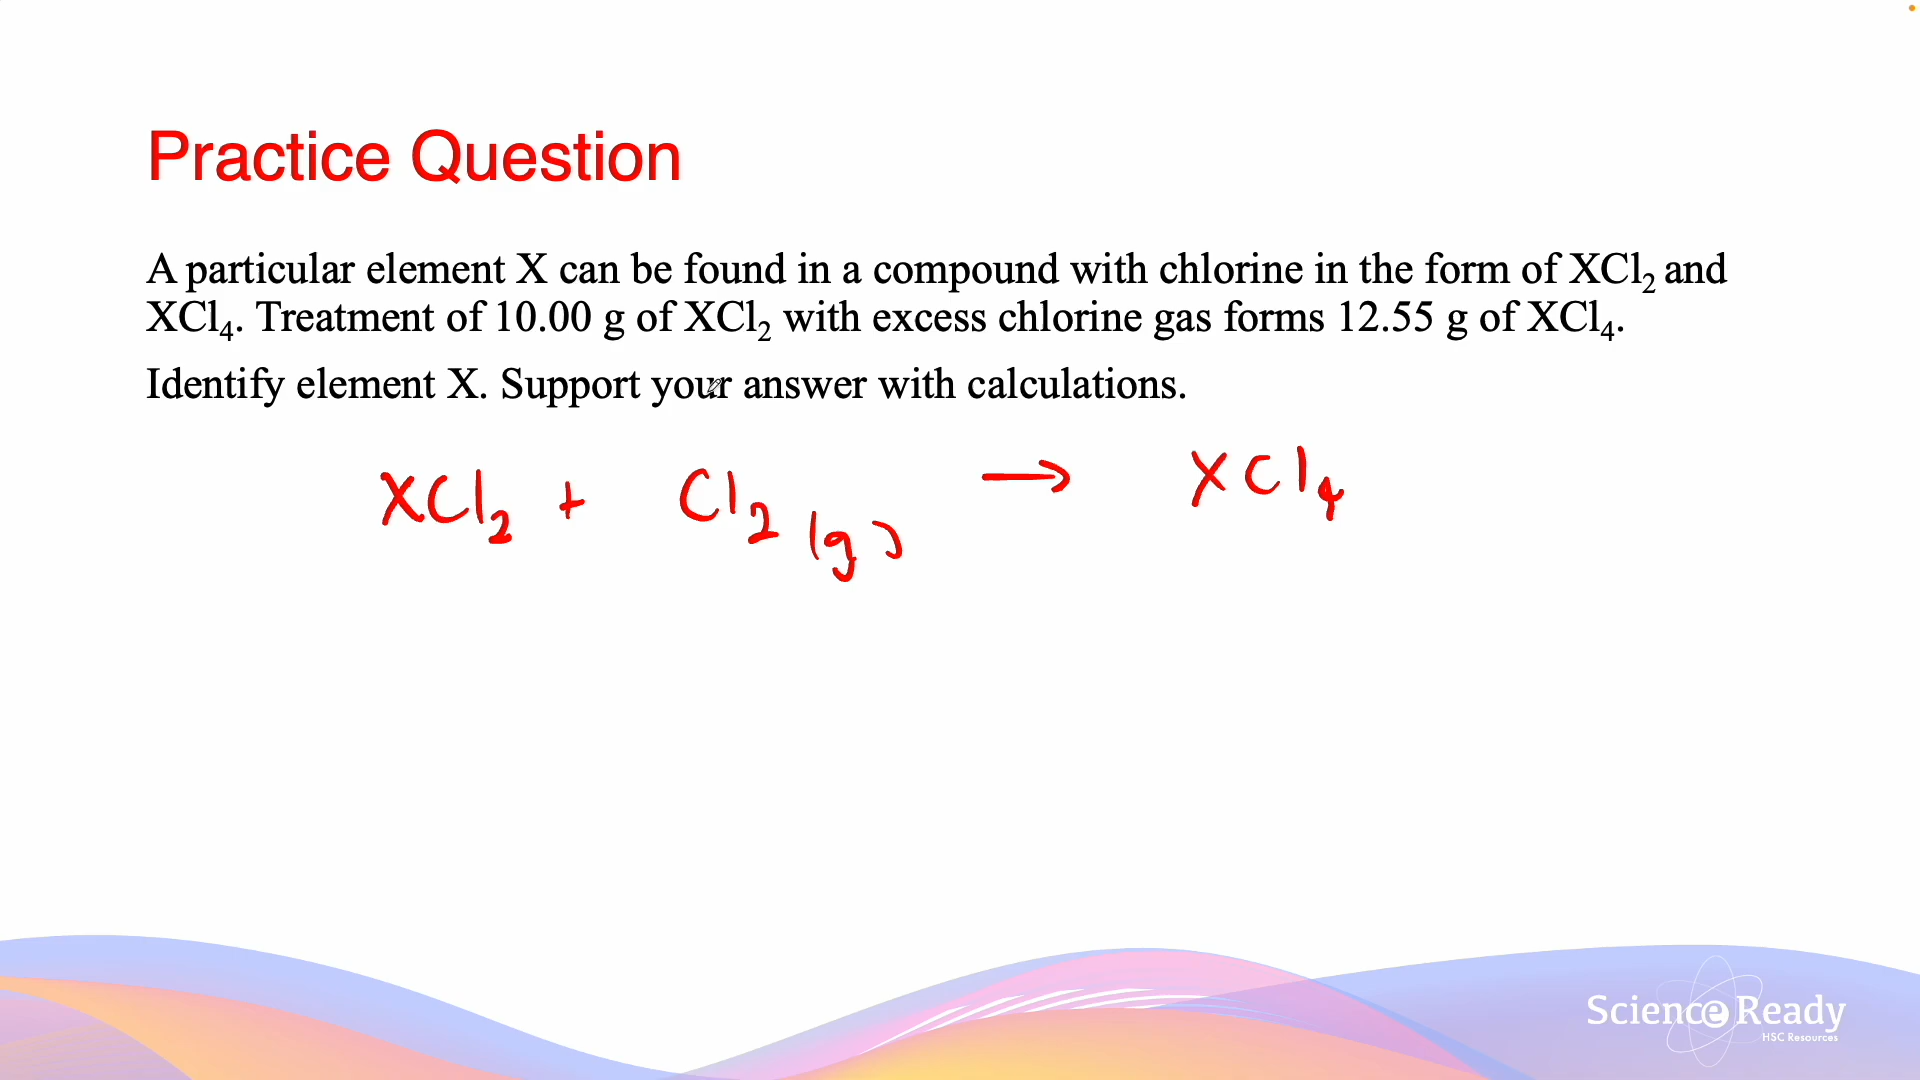 Practice Question
A particular element X can be found in a compound with chlorine in the form of XCl₂ and
XCl₄. Treatment of 10.00 g of XCl₂ with excess chlorine gas forms 12.55 g of XCl₄.
Identify element X. Support your answer with calculations.
XCl₂ + Cl₂ (g) → XCl₄
Science Ready
HSC Resources